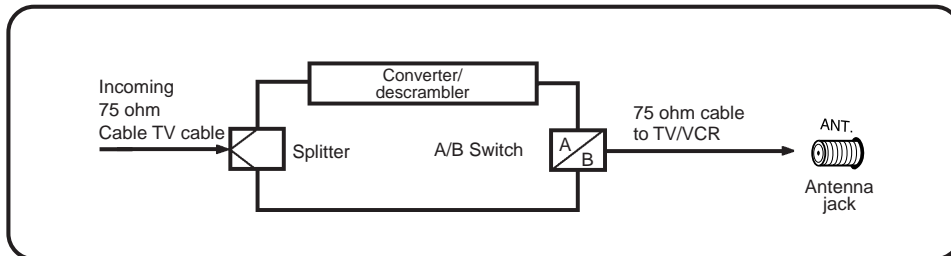 Incoming
75 ohm
Cable TV cable
Splitter
Converter/
descrambler
A/B Switch
A
B
75 ohm cable
to TV/VCR
ANT.
Antenna
jack